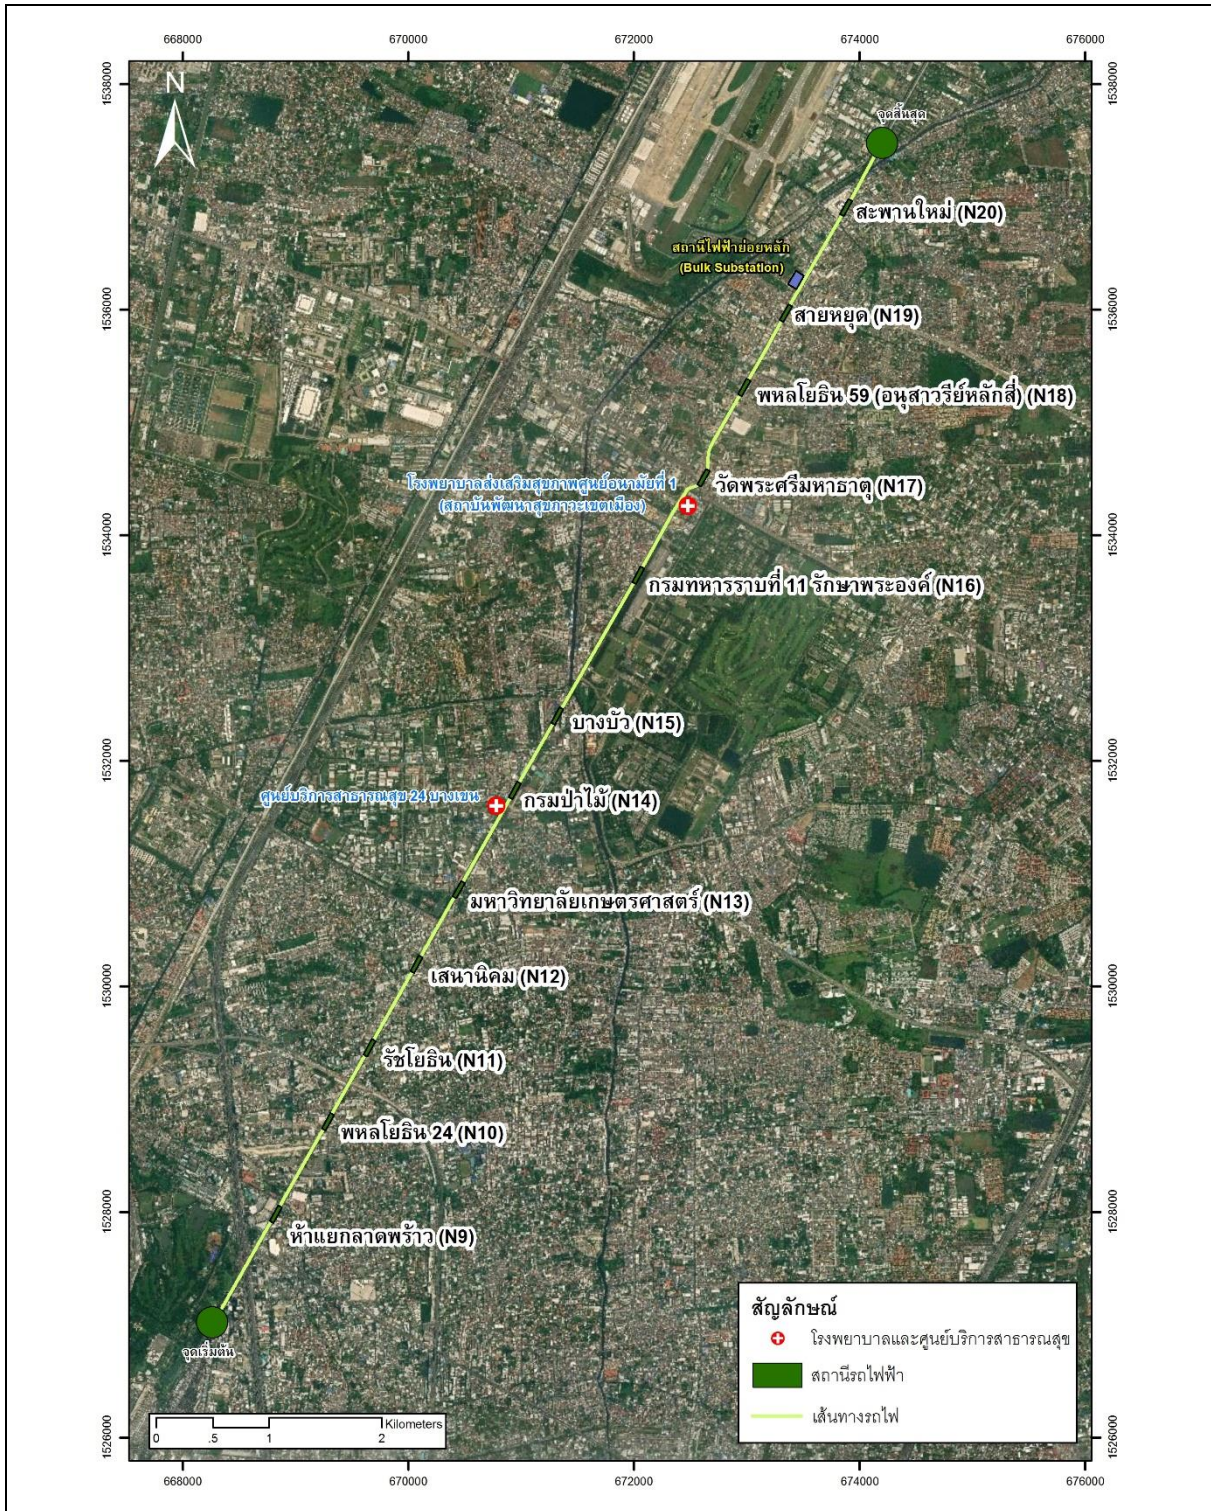 668000
670000
672000
674000
676000
N
1538000
1538000
จุดสิ้นสุด
สะพานใหม่ (N20)
สถานีไฟฟ้าย่อยหลัก
(Bulk Substation)
1536000
สายหยุด (N19)
1536000
พหลโยธิน 59 (อนุสาวรีย์หลักสี่) (N18)
โรงพยาบาลส่งเสริมสุขภาพศูนย์อนามัยที่ 1
(สถาบันพัฒนาสุขภาวะเขตเมือง)
วัดพระศรีมหาธาตุ (N17)
1534000
1534000
กรมทหารราบที่ 11 รักษาพระองค์ (N16)
บางบัว (N15)
1532000
1532000
ศูนย์บริการสาธารณสุข 24 บางเขน
กรมป่าไม้ (N14)
มหาวิทยาลัยเกษตรศาสตร์ (N13)
เสนานิคม (N12)
1530000
1530000
รัชโยธิน (N11)
พหลโยธิน 24 (N10)
1528000
1528000
ห้าแยกลาดพร้าว (N9)
จุดเริ่มต้น
สัญลักษณ์
โรงพยาบาลและศูนย์บริการสาธารณสุข
สถานีรถไฟฟ้า
เส้นทางรถไฟ
Kilometers
0 .5 1 2
1526000
1526000
668000
670000
672000
674000
676000